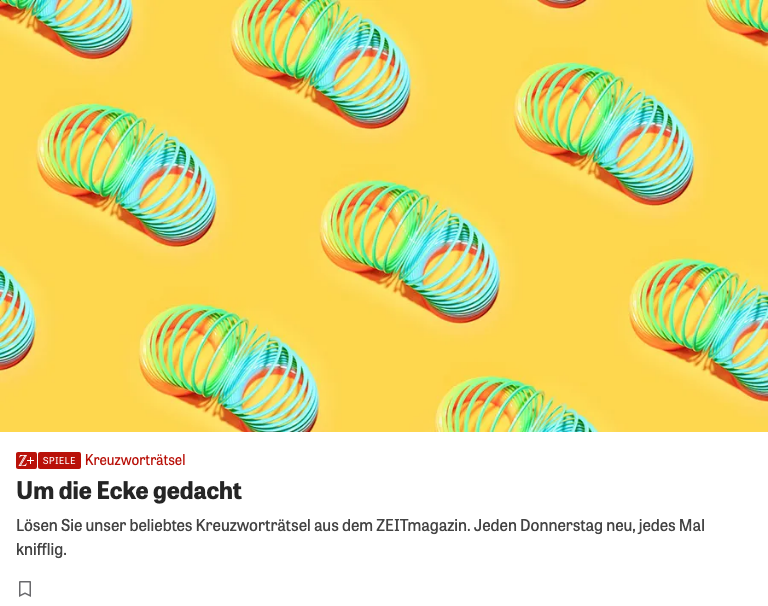 Z+ SPIELE Kreuzworträtsel
Um die Ecke gedacht
Lösen Sie unser beliebtes Kreuzworträtsel aus dem ZEITmagazin. Jeden Donnerstag neu, jedes Mal
knifflig.